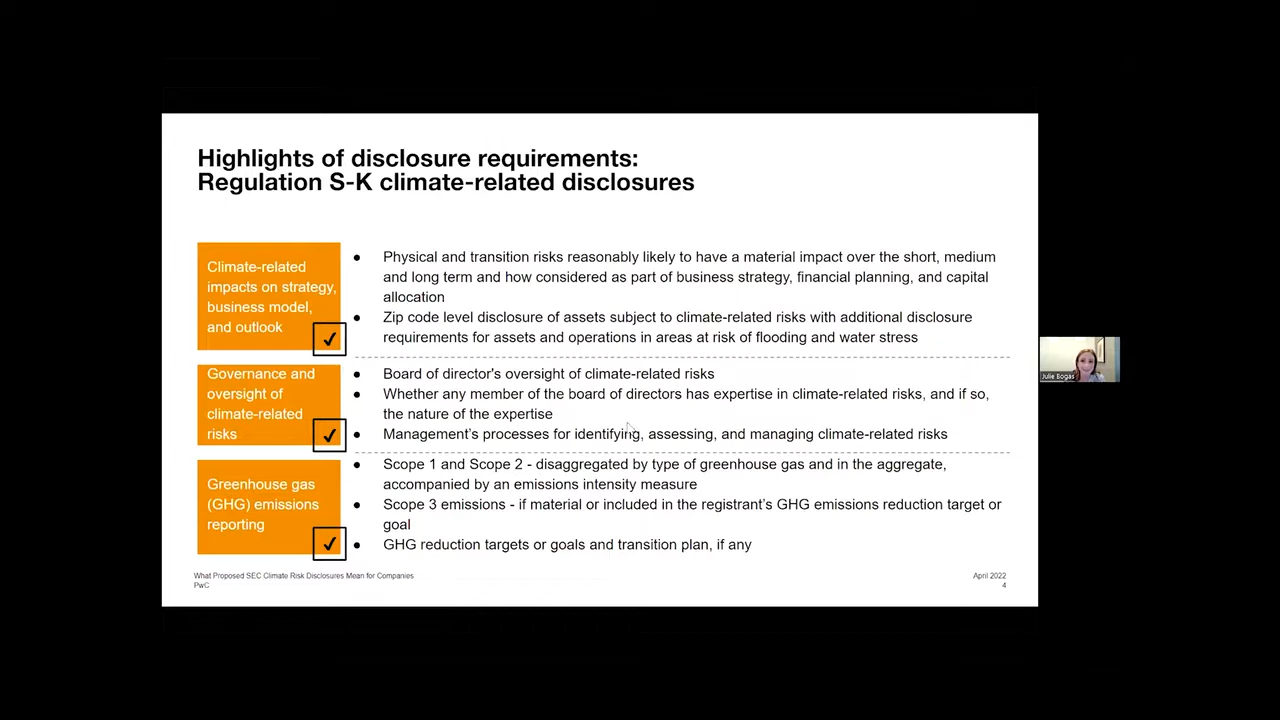 Highlights of disclosure requirements:
Regulation S-K climate-related disclosures
Climate-related
impacts on strategy,
business model,
and outlook
● Physical and transition risks reasonably likely to have a material impact over the short, medium
and long term and how considered as part of business strategy, financial planning, and capital
allocation
● Zip code level disclosure of assets subject to climate-related risks with additional disclosure
requirements for assets and operations in areas at risk of flooding and water stress
Governance and
oversight of
climate-related
risks
● Board of director's oversight of climate-related risks
● Whether any member of the board of directors has expertise in climate-related risks, and if so,
the nature of the expertise
● Management's processes for identifying, assessing, and managing climate-related risks
Greenhouse gas
(GHG) emissions
reporting
● Scope 1 and Scope 2 - disaggregated by type of greenhouse gas and in the aggregate,
accompanied by an emissions intensity measure
● Scope 3 emissions - if material or included in the registrant's GHG emissions reduction target or
goal
● GHG reduction targets or goals and transition plan, if any
What Proposed SEC Climate Risk Disclosures Mean for Companies
PwC
April 2022
4
Julie Bogas